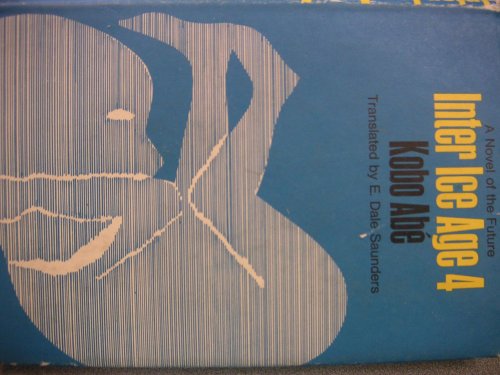 A Novel of the Future
Inter Ice Age 4
Kobo Abé
Translated by E. Dale Saunders